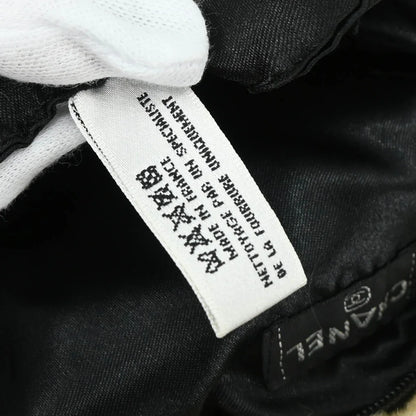 MADE IN FRANCE
NETTOYAGE PAR UN SPECIALISTE
DE LA FOURRURE UNIQUEMENT
CHANEL